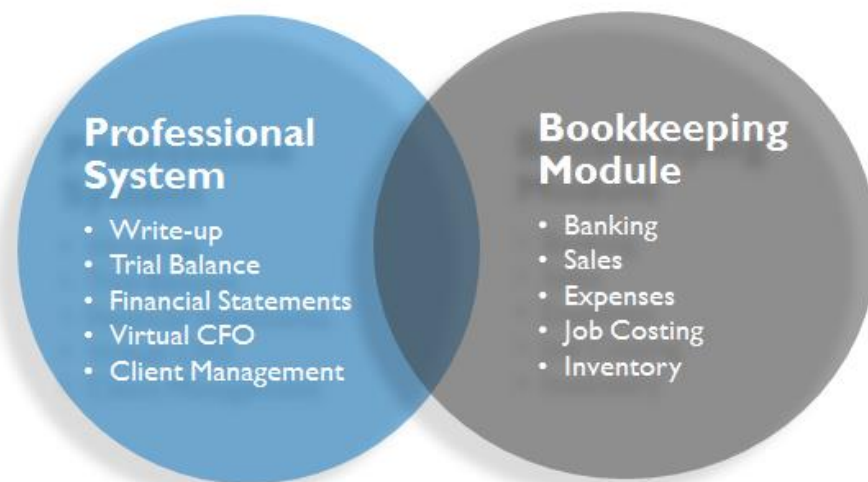 Professional
System
• Write-up
• Trial Balance
• Financial Statements
• Virtual CFO
• Client Management
Bookkeeping
Module
• Banking
• Sales
• Expenses
• Job Costing
• Inventory